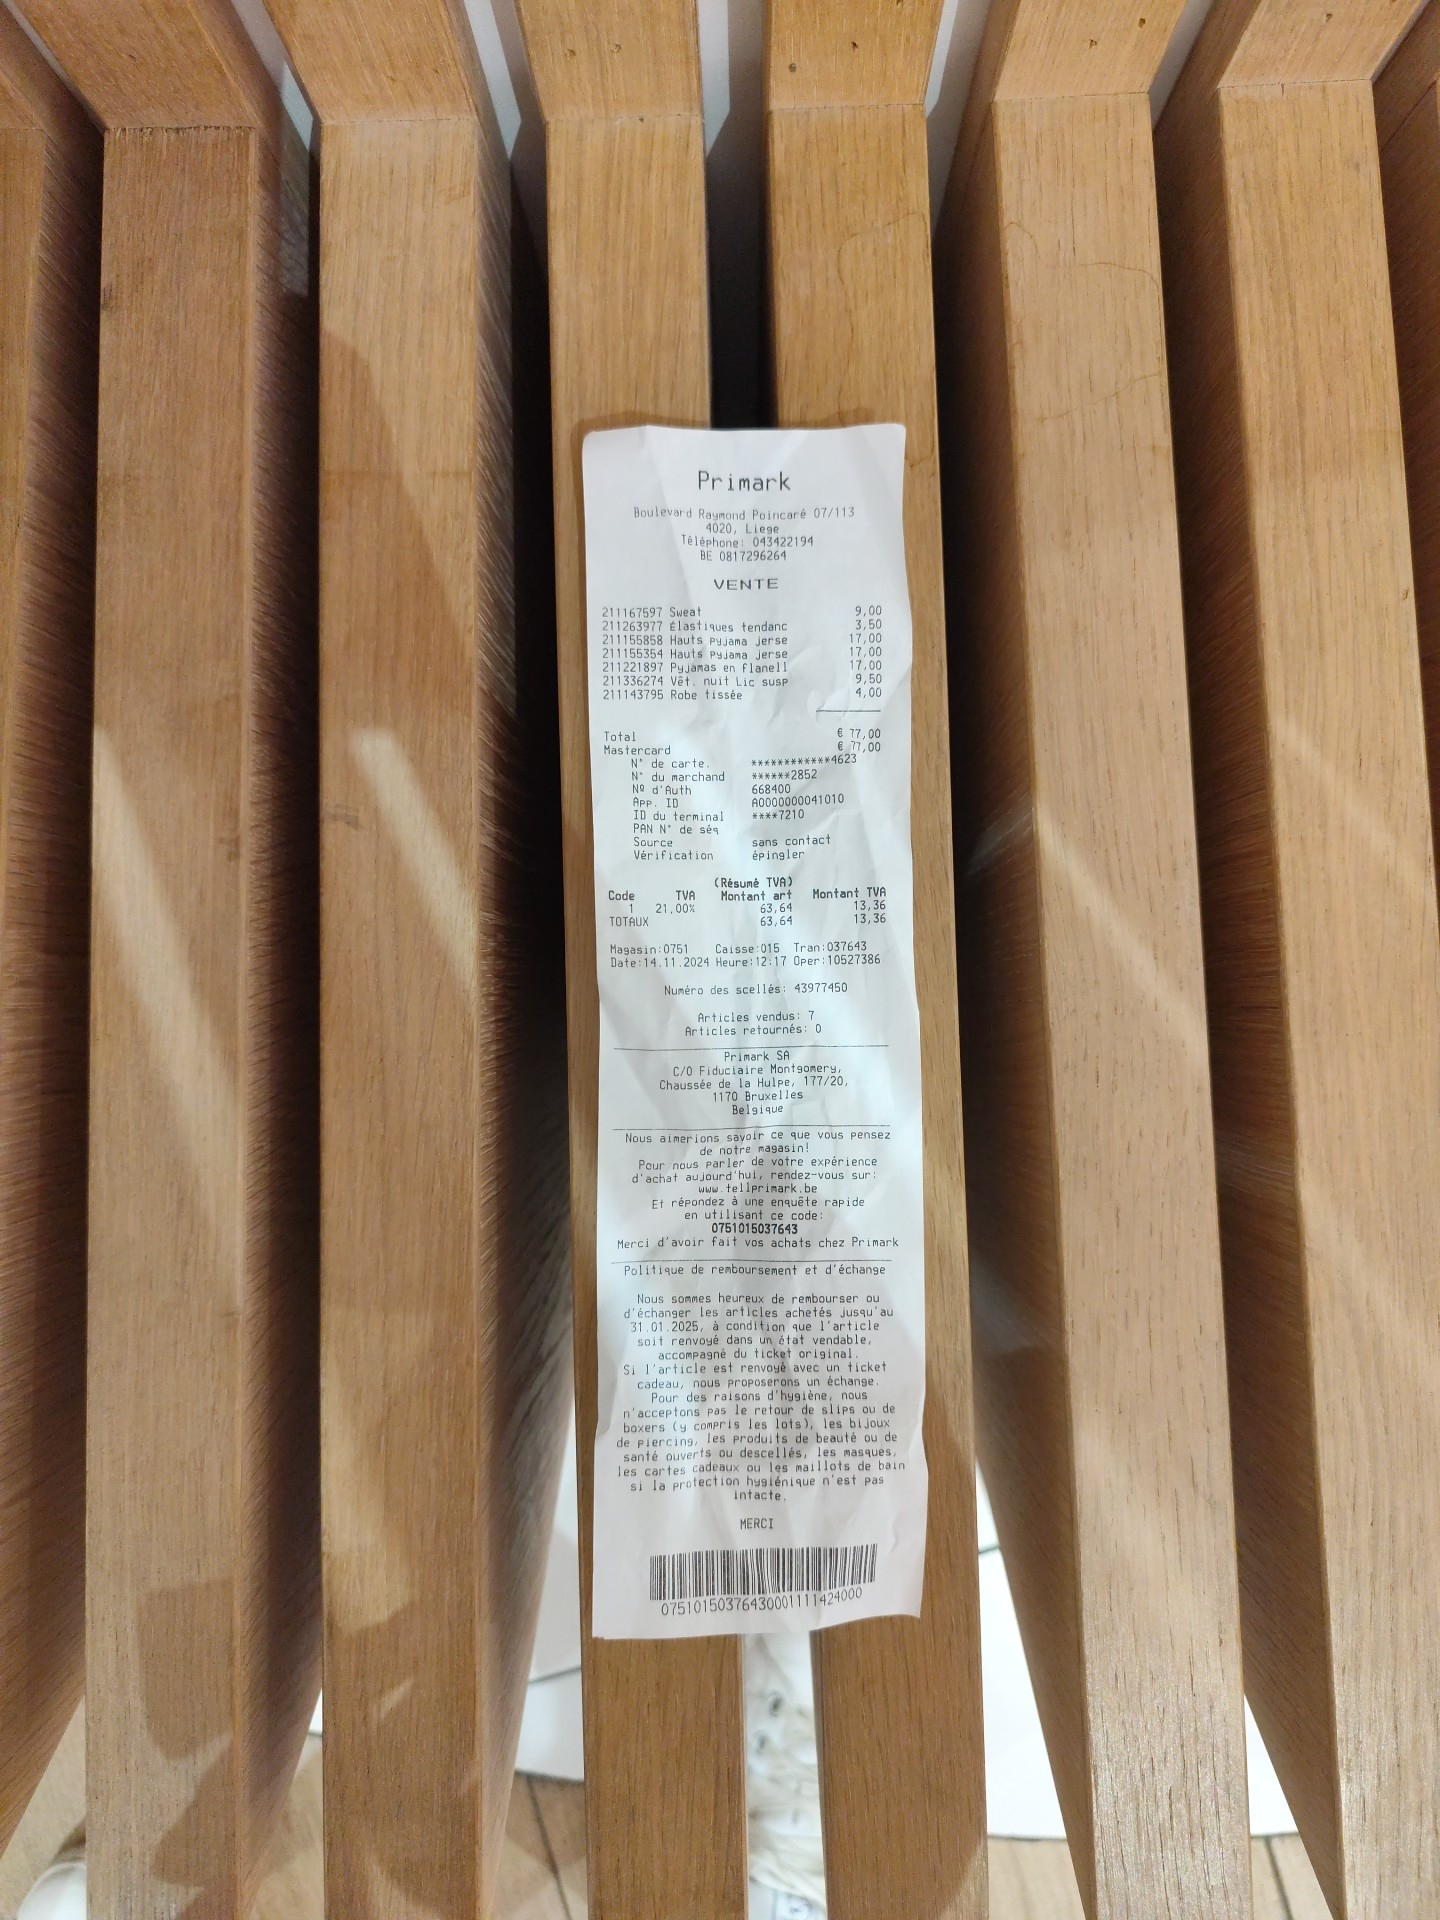 Primark
Boulevard Raymond Poincaré 07/113
4020, Liege
Téléphone: 043422194
BE 0817296264
VENTE
211167597 Sweat 9,00
211263977 Élastiques tendanc 3,50
211155858 Hauts pyjama jerse 17,00
211155354 Hauts pyjama jerse 17,00
211221897 Pyjamas en flanell 17,00
211336274 Vêt. nuit Lic susp 9,50
211143795 Robe tissée 4,00
Total € 77,00
Mastercard € 77,00
N° de carte. ************4623
N° du marchand ******2852
Nº d'Auth 668400
App. ID A0000000041010
ID du terminal ****7210
PAN N° de séq
Source sans contact
Vérification épingler
(Résumé TVA)
Code TVA Montant art Montant TVA
1 21,00% 63,64 13,36
TOTAUX 63,64 13,36
Magasin:0751 Caisse:015 Tran:037643
Date:14.11.2024 Heure:12:17 Oper:10527386
Numéro des scellés: 43977450
Articles vendus: 7
Articles retournés: 0
Primark SA
C/O Fiduciaire Montgomery,
Chaussée de la Hulpe, 177/20,
1170 Bruxelles
Belgique
Nous aimerions savoir ce que vous pensez
de notre magasin!
Pour nous parler de votre expérience
d'achat aujourd'hui, rendez-vous sur:
www.tellprimark.be
Et répondez à une enquête rapide
en utilisant ce code:
0751015037643
Merci d'avoir fait vos achats chez Primark
Politique de remboursement et d'échange
Nous sommes heureux de rembourser ou
d'échanger les articles achetés jusqu'au
31.01.2025, à condition que l'article
soit renvoyé dans un état vendable,
accompagné du ticket original.
Si l'article est renvoyé avec un ticket
cadeau, nous proposerons un échange.
Pour des raisons d'hygiène, nous
n'acceptons pas le retour de slips ou de
boxers (y compris les lots), les bijoux
de piercing, les produits de beauté ou de
santé ouverts ou descellés, les masques,
les cartes cadeaux ou les maillots de bain
si la protection hygiénique n'est pas
intacte.
MERCI
07510150376430001111424000